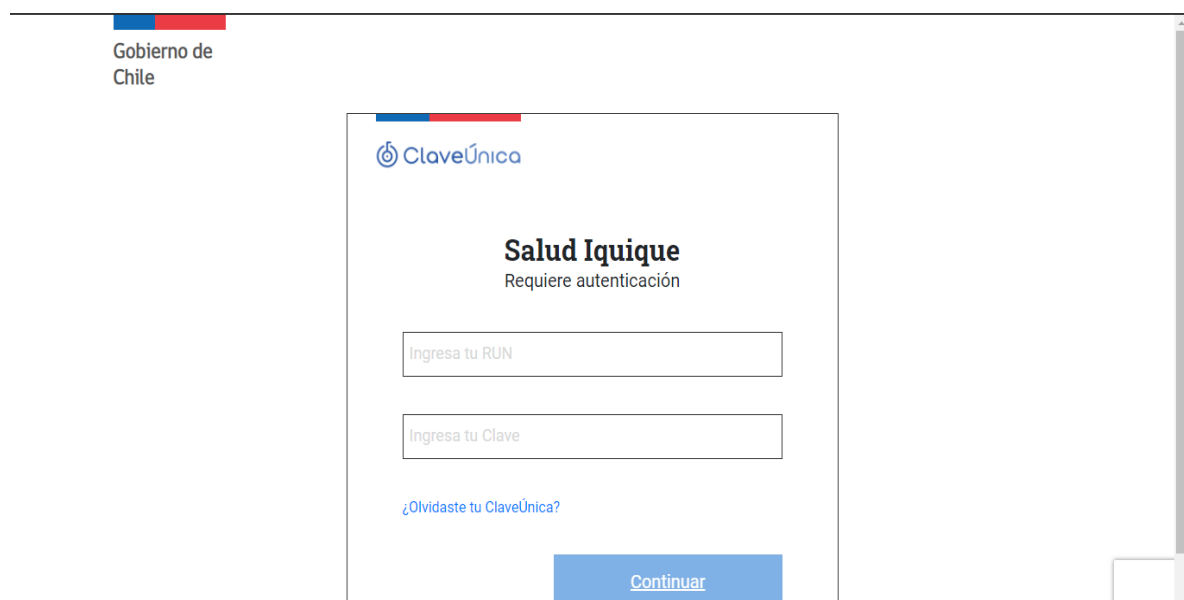 Gobierno de
Chile
ClaveÚnica
Salud Iquique
Requiere autenticación
Ingresa tu RUN
Ingresa tu Clave
¿Olvidaste tu ClaveÚnica?
Continuar